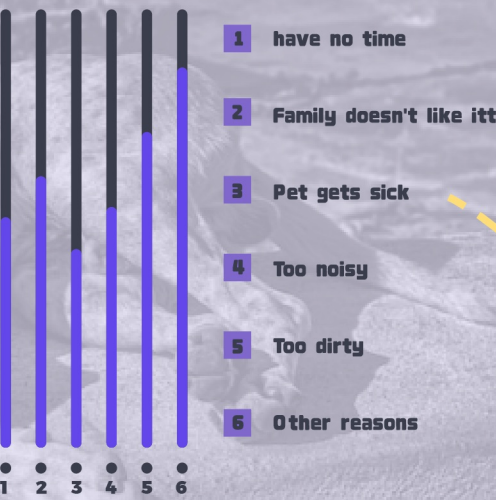 1 have no time
2 Family doesn't like itt
3 Pet gets sick
4 Too noisy
5 Too dirty
6 Other reasons
1 2 3 4 5 6